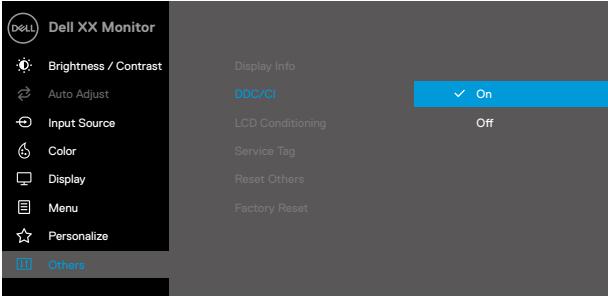 DELL Dell XX Monitor
Brightness / Contrast
Auto Adjust
Input Source
Color
Display
Menu
Personalize
Others
Display Info
DDC/CI
LCD Conditioning
Service Tag
Reset Others
Factory Reset
On
Off